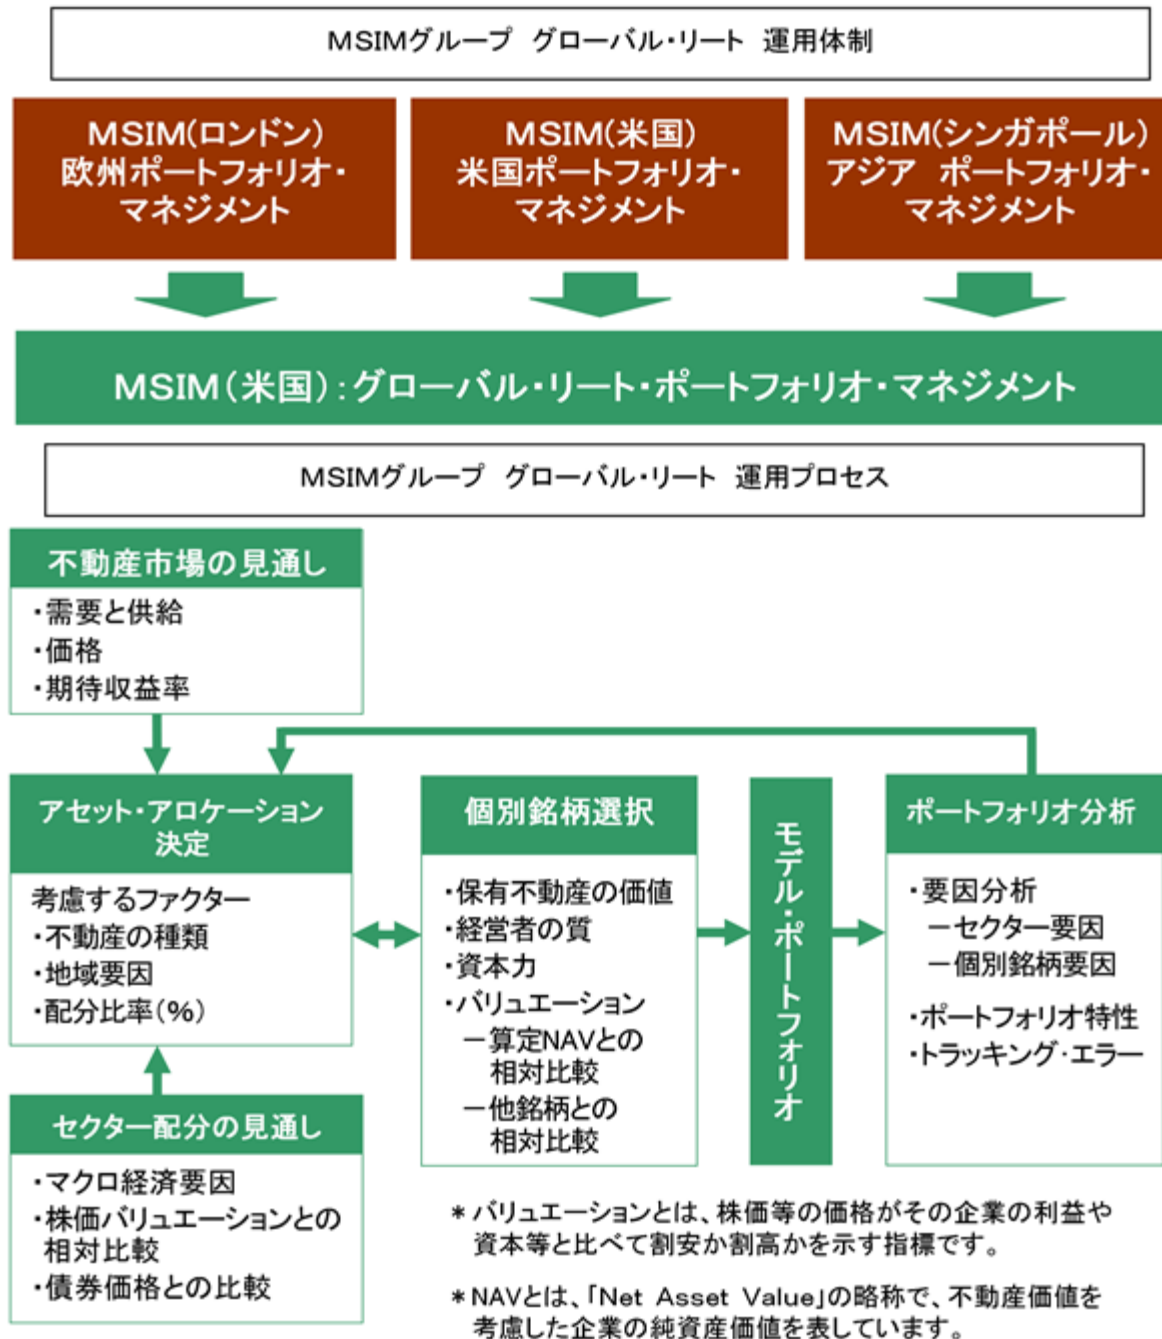 MSIMグループ グローバル・リート 運用体制
MSIM(ロンドン)
欧州ポートフォリオ・
マネジメント
MSIM(米国)
米国ポートフォリオ・
マネジメント
MSIM(シンガポール)
アジア ポートフォリオ・
マネジメント
MSIM(米国):グローバル・リート・ポートフォリオ・マネジメント
MSIMグループ グローバル・リート 運用プロセス
不動産市場の見通し
・需要と供給
・価格
・期待収益率
アセット・アロケーション
決定
考慮するファクター
・不動産の種類
・地域要因
・配分比率(%)
セクター配分の見通し
・マクロ経済要因
・株価バリュエーションとの
相対比較
・債券価格との比較
個別銘柄選択
・保有不動産の価値
・経営者の質
・資本力
・バリュエーション
−算定NAVとの
相対比較
−他銘柄との
相対比較
モデル・ポートフォリオ
ポートフォリオ分析
・要因分析
−セクター要因
−個別銘柄要因
・ポートフォリオ特性
・トラッキング・エラー
*バリュエーションとは、株価等の価格がその企業の利益や
資本等と比べて割安か割高かを示す指標です。
*NAVとは、「Net Asset Value」の略称で、不動産価値を
考慮した企業の純資産価値を表しています。